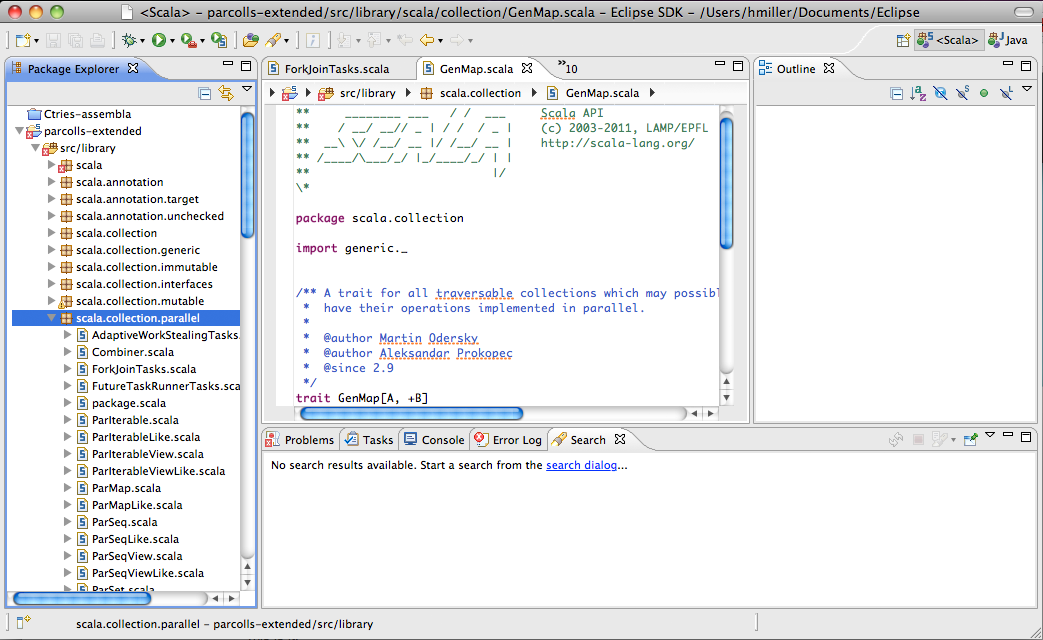 <Scala> – parcolls-extended/src/library/scala/collection/GenMap.scala – Eclipse SDK – /Users/hmiller/Documents/Eclipse
<Scala>
Java
Package Explorer
Ctries-assembla
parcolls-extended
src/library
scala
scala.annotation
scala.annotation.target
scala.annotation.unchecked
scala.collection
scala.collection.generic
scala.collection.immutable
scala.collection.interfaces
scala.collection.mutable
scala.collection.parallel
AdaptiveWorkStealingTasks.
Combiner.scala
ForkJoinTasks.scala
FutureTaskRunnerTasks.sca
package.scala
ParIterable.scala
ParIterableLike.scala
ParIterableView.scala
ParIterableViewLike.scala
ParMap.scala
ParMapLike.scala
ParSeq.scala
ParSeqLike.scala
ParSeqView.scala
ParSeqViewLike.scala
ParSet.scala
ForkJoinTasks.scala
GenMap.scala
»10
src/library
scala.collection
GenMap.scala
**     ________ ___   / /  ___     Scala API
**    / __/ __// _ | / /  / _ |    (c) 2003-2011, LAMP/EPFL
**  __\ \/ /__/ __ |/ /__/ __ |    http://scala-lang.org/
** /____/\___/_/ |_/____/_/ | |
**                          |/
\*
package scala.collection
import generic._
/** A trait for all traversable collections which may possibl
 *  have their operations implemented in parallel.
 *
 *  @author Martin Odersky
 *  @author Aleksandar Prokopec
 *  @since 2.9
 */
trait GenMap[A, +B]
Outline
Problems
Tasks
Console
Error Log
Search
No search results available. Start a search from the search dialog...
scala.collection.parallel – parcolls-extended/src/library